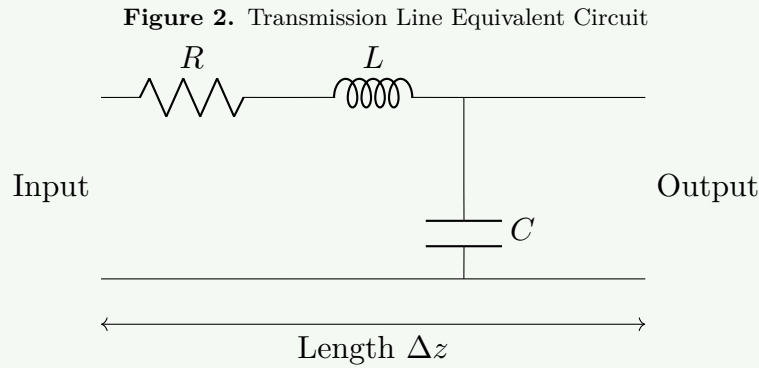 Figure 2. Transmission Line Equivalent Circuit
R
L
Input
Output
C
Length Δz